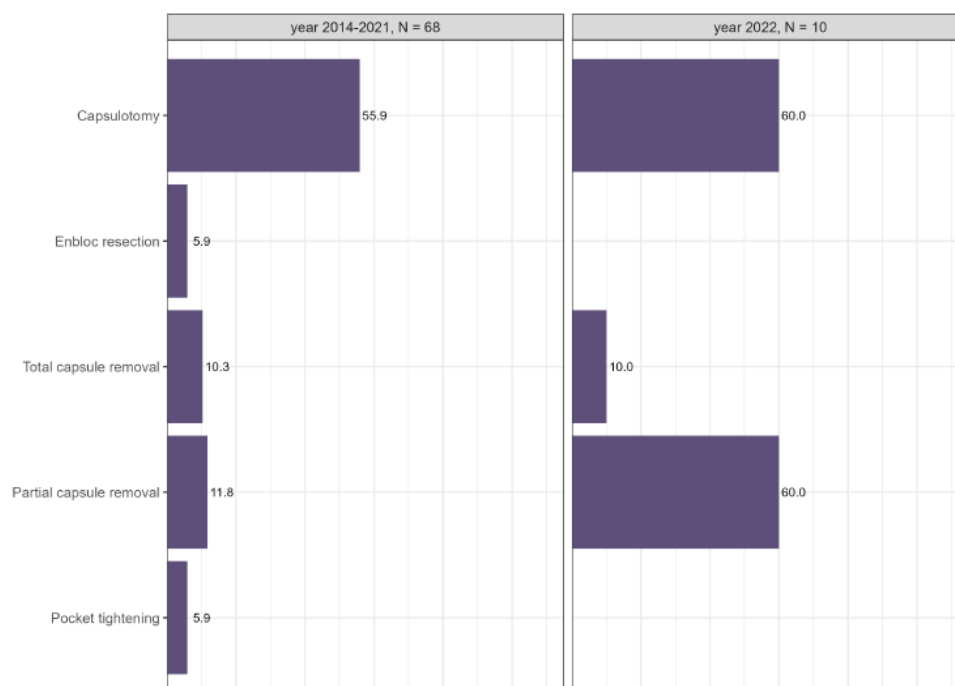 year 2014-2021, N = 68
year 2022, N = 10
Capsulotomy
55.9
60.0
Enbloc resection
5.9
Total capsule removal
10.3
10.0
Partial capsule removal
11.8
60.0
Pocket tightening
5.9